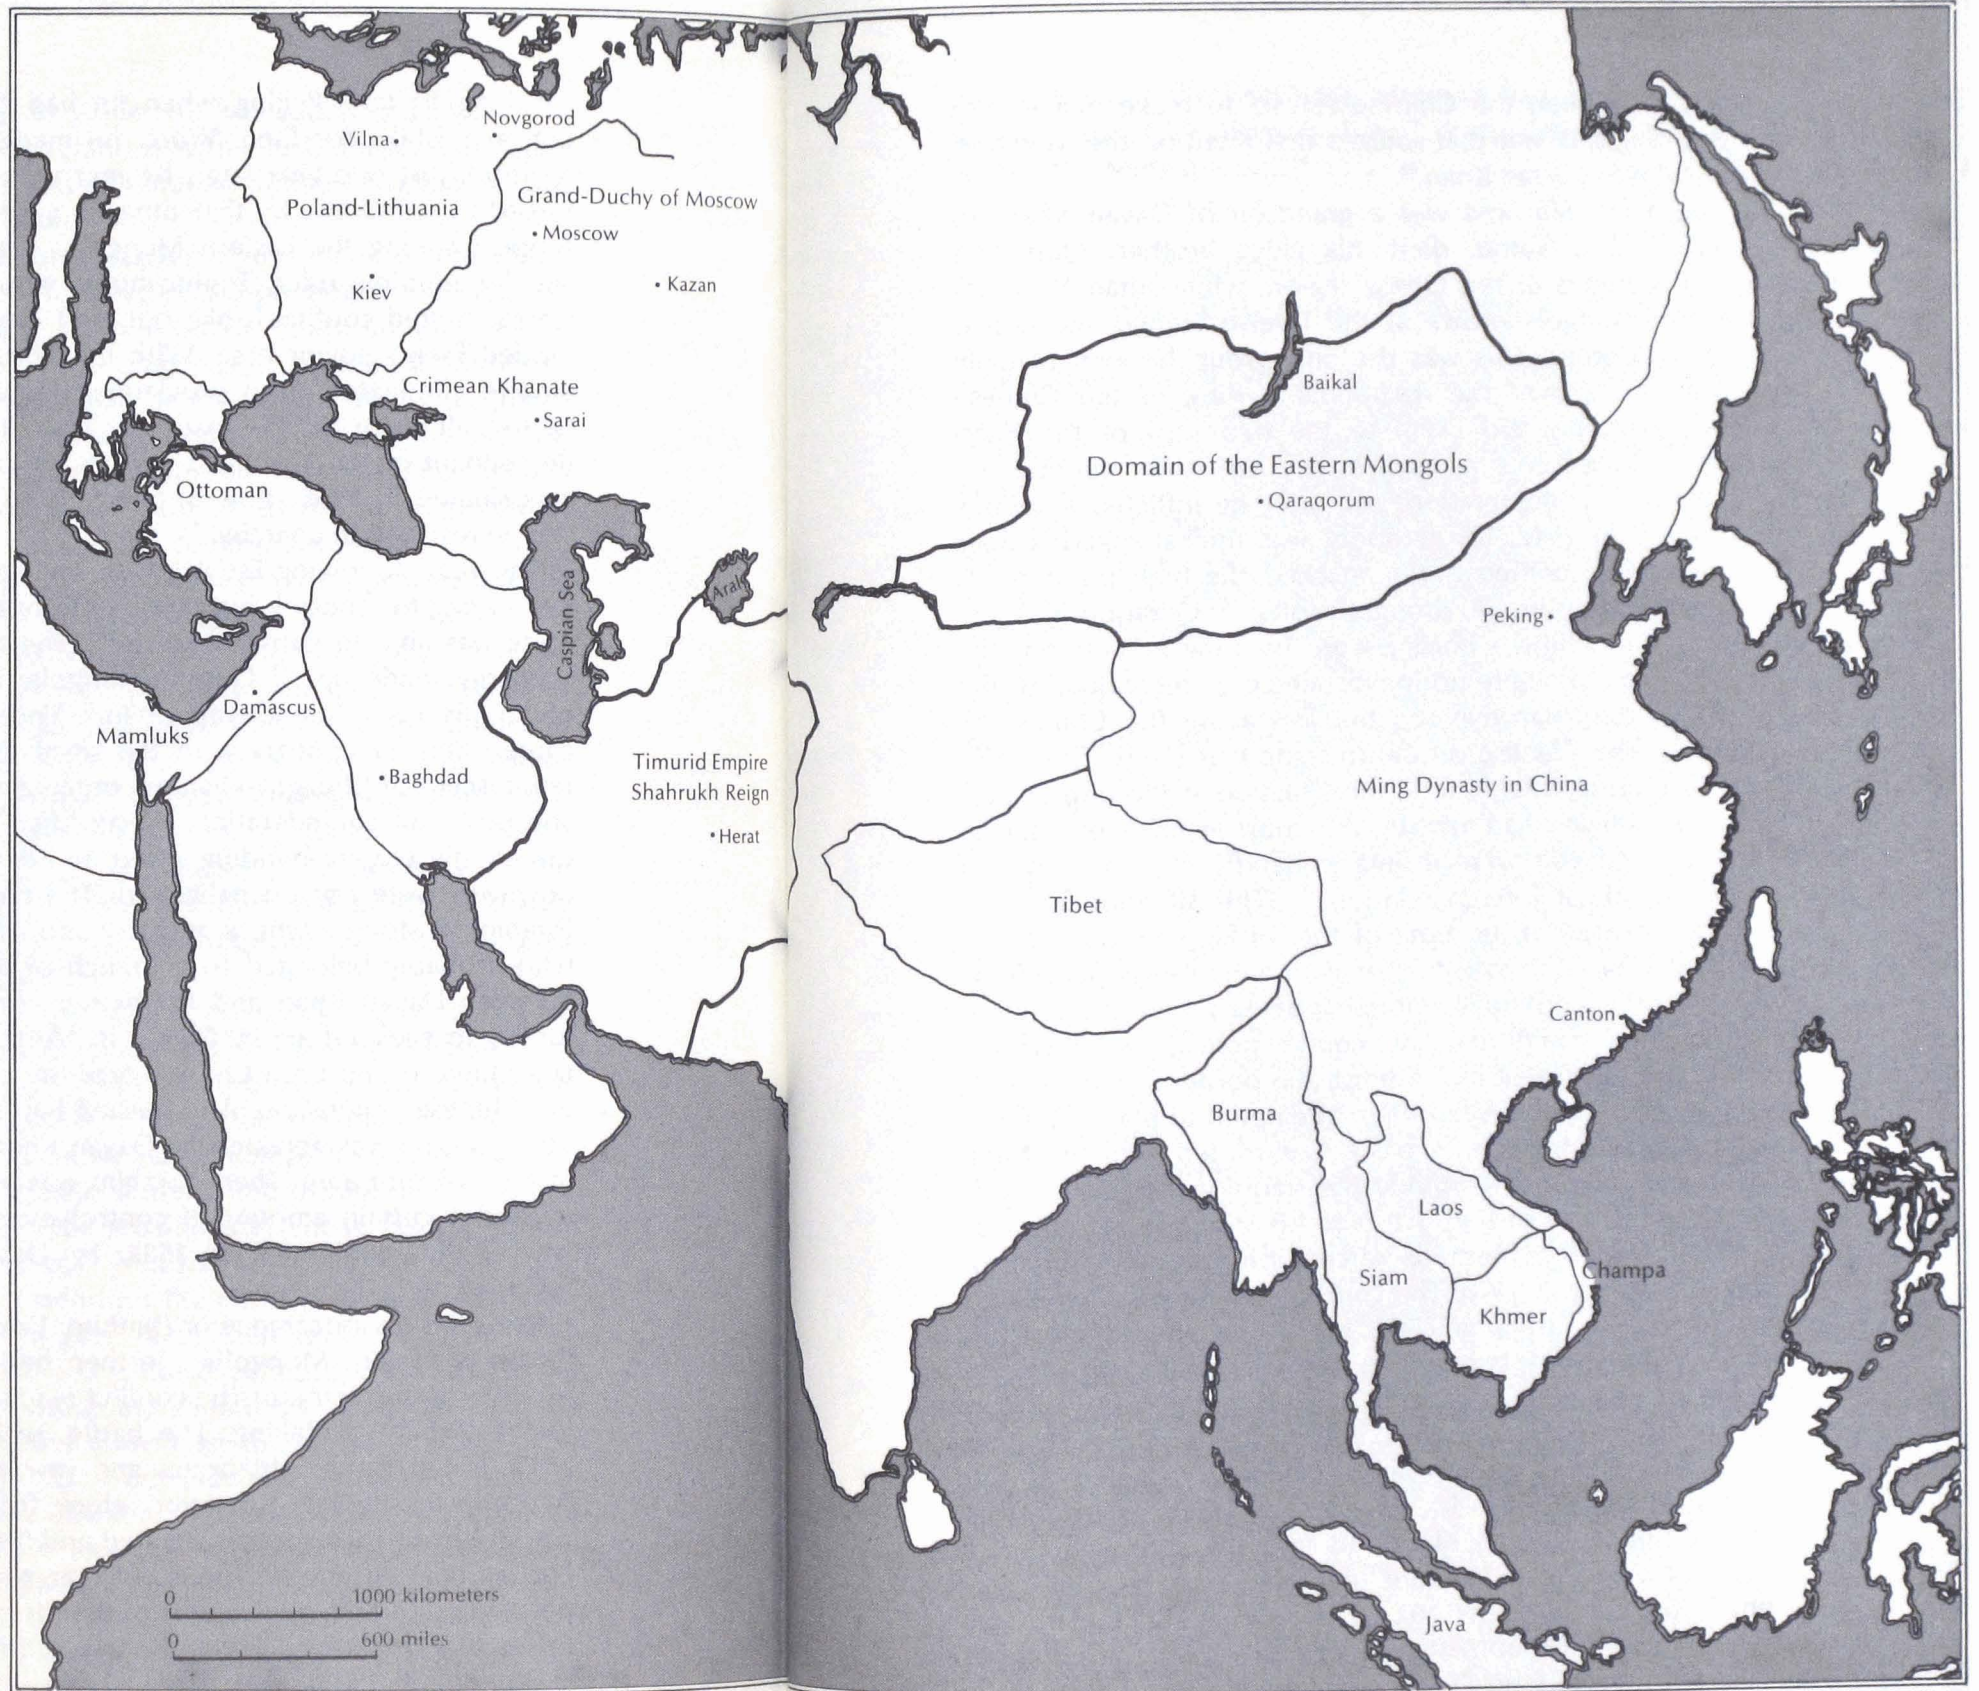 Novgorod
Vilna
Grand-Duchy of Moscow
Poland-Lithuania
Moscow
Kiev
Kazan
Crimean Khanate
Sarai
Ottoman
Caspian Sea
Aral
Damascus
Mamluks
Baghdad
Timurid Empire
Shahrukh Reign
Herat
0 1000 kilometers
0 600 miles
Baikal
Domain of the Eastern Mongols
Qaraqorum
Peking
Ming Dynasty in China
Tibet
Canton
Burma
Laos
Siam
Champa
Khmer
Java